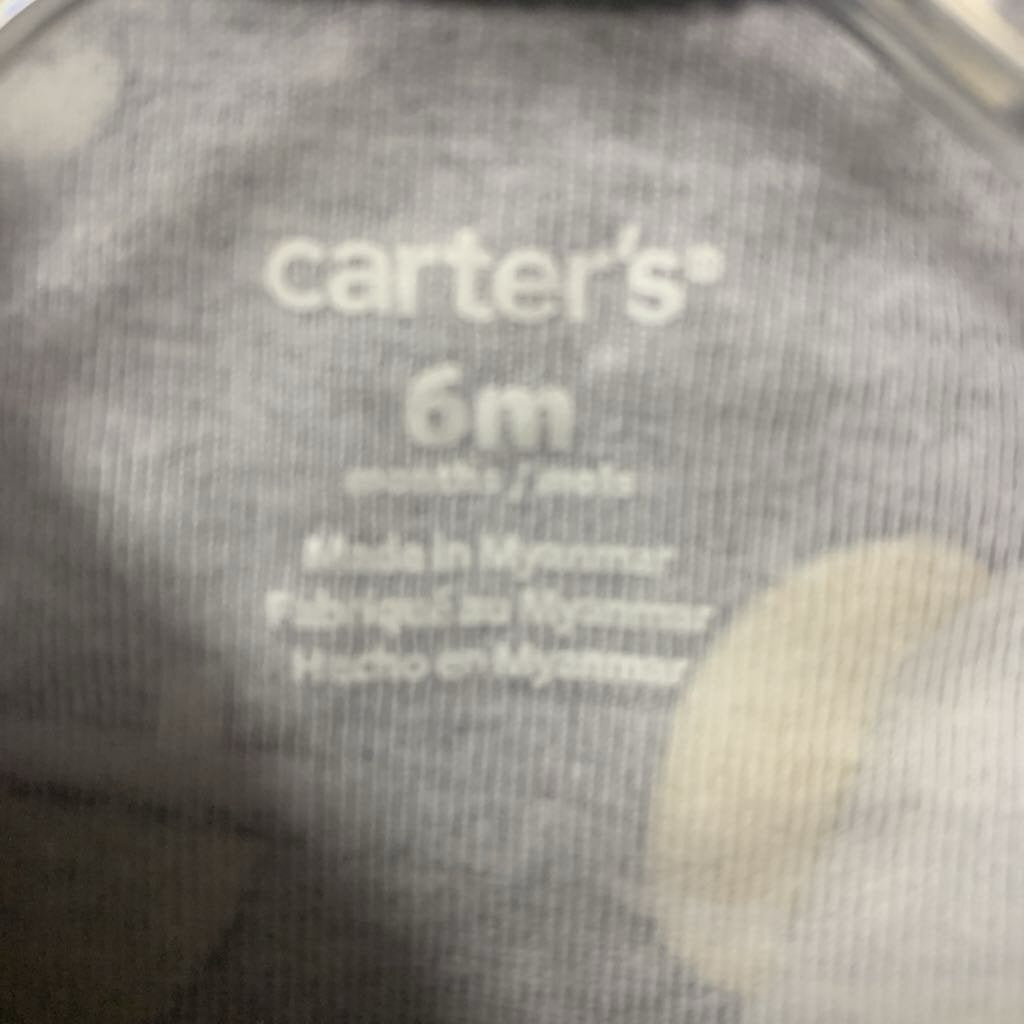 carter's®
6m
months / mois
Made in Myanmar
Fabriqué au Myanmar
Hecho en Myanmar